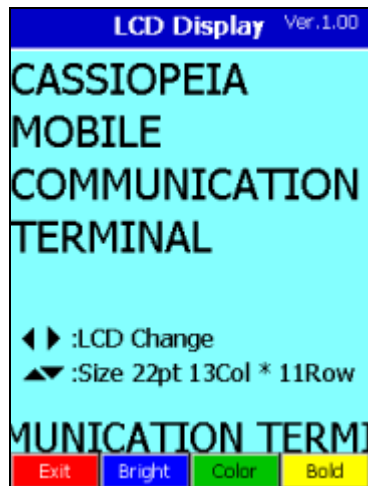 LCD Display Ver.1.00
CASSIOPEIA
MOBILE
COMMUNICATION
TERMINAL
:LCD Change
:Size 22pt 13Col * 11Row
MUNICATION TERMI
Exit Bright Color Bold